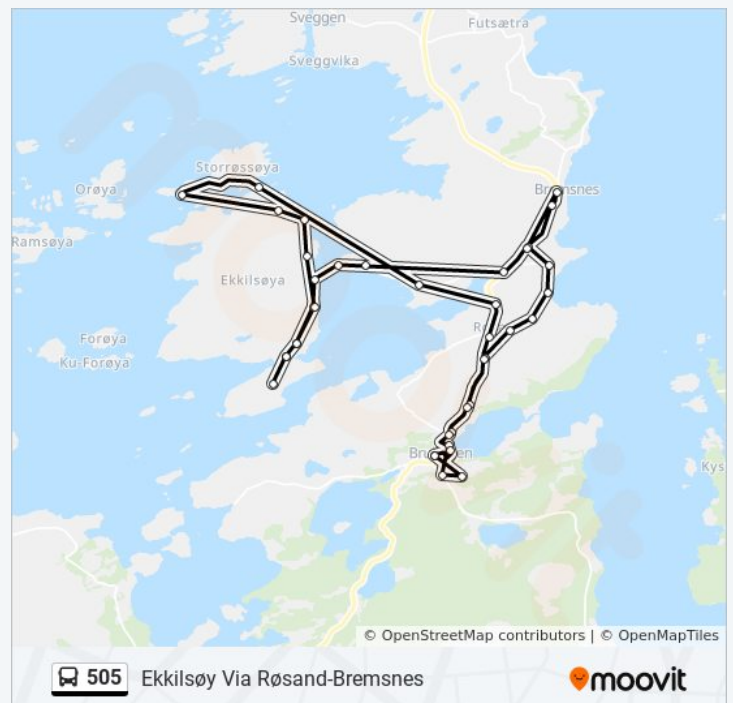 Sveggen
Futsætra
Sveggvika
Storrøssøya
Orøya
Bremsnes
Ramsøya
Ekkilsøya
Forøya
Ku-Forøya
Kys
© OpenStreetMap contributors | © OpenMapTiles
505 Ekkilsøy Via Røsand-Bremsnes
moovit